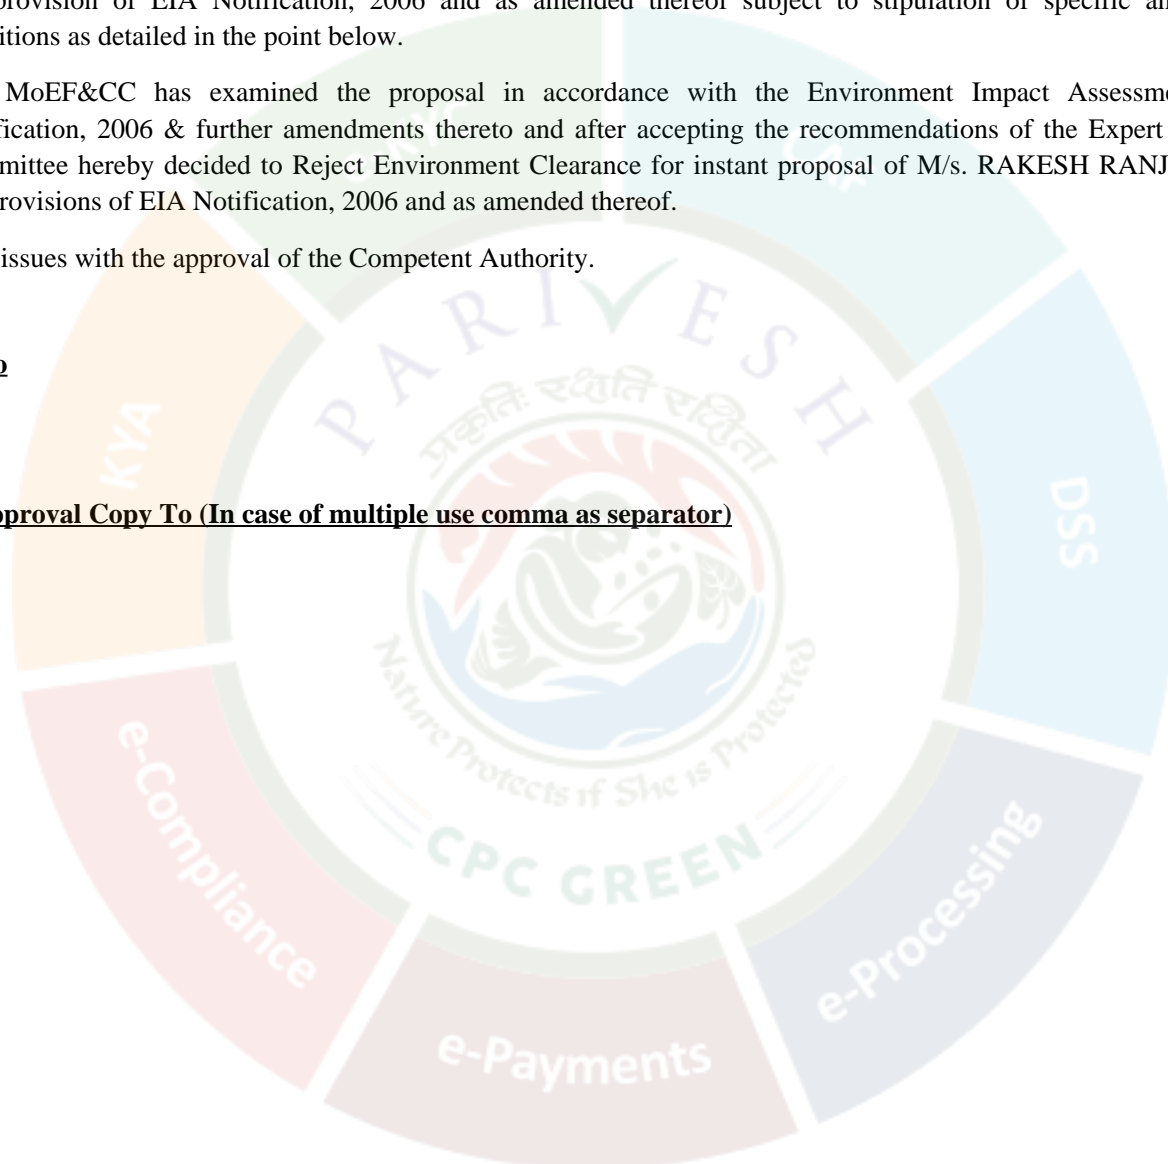 provision of EIA Notification, 2006 and as amended thereof subject to stipulation of specific an
itions as detailed in the point below.
MoEF&CC has examined the proposal in accordance with the Environment Impact Assessme
fication, 2006 & further amendments thereto and after accepting the recommendations of the Expert
mmittee hereby decided to Reject Environment Clearance for instant proposal of M/s. RAKESH RANJ
rovisions of EIA Notification, 2006 and as amended thereof.
issues with the approval of the Competent Authority.
o
pproval Copy To (In case of multiple use comma as separator)
PARIVESH
प्रकृतिः रक्षति रक्षिता
KYA
DSS
Nature Protects if She is Protected
CPC GREEN
e-Compliance
e-Processing
e-Payments